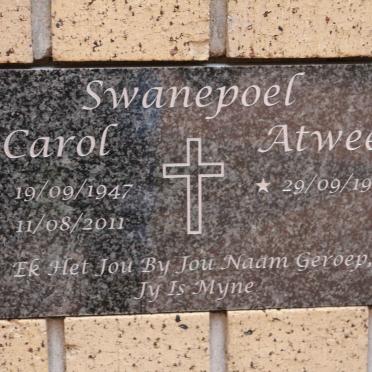 Swanepoel
Carol Atwee
19/09/1947 ★ 29/09/19
11/08/2011
Ek Het Jou By Jou Naam Geroep,
Jy Is Myne